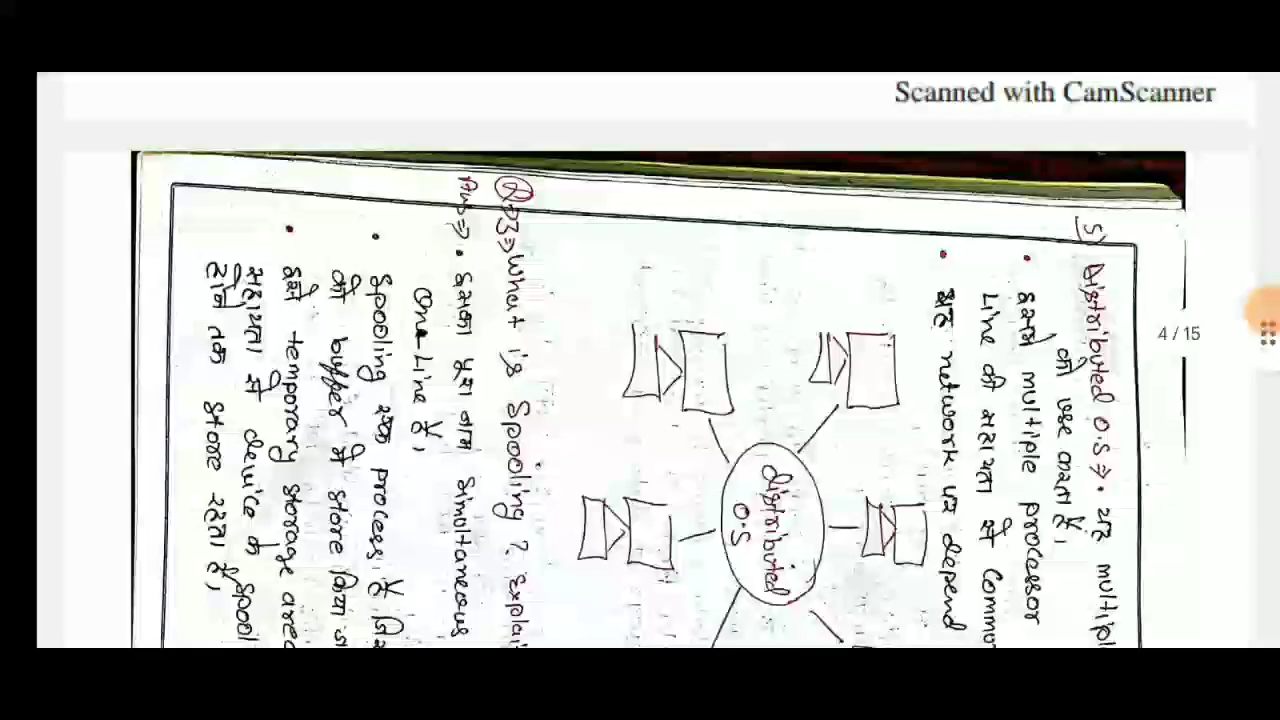 Scanned with CamScanner
4 / 15
5) Distributed O.S ⇒ • यह multipl
को use करता है,
• इसमें multiple processor
Line की सहायता से Commu
• यह network पर depend
distributed
O.S
Q⇒3⇒ What is Spooling ? Explai
Ans ⇒ • इसका पूरा नाम Simultaneous
One Line है,
• Spooling एक process है जि
को buffer में store किया ज
• इसे temporary storage area
सहायता से device के Spool
होने तक store रहता है,